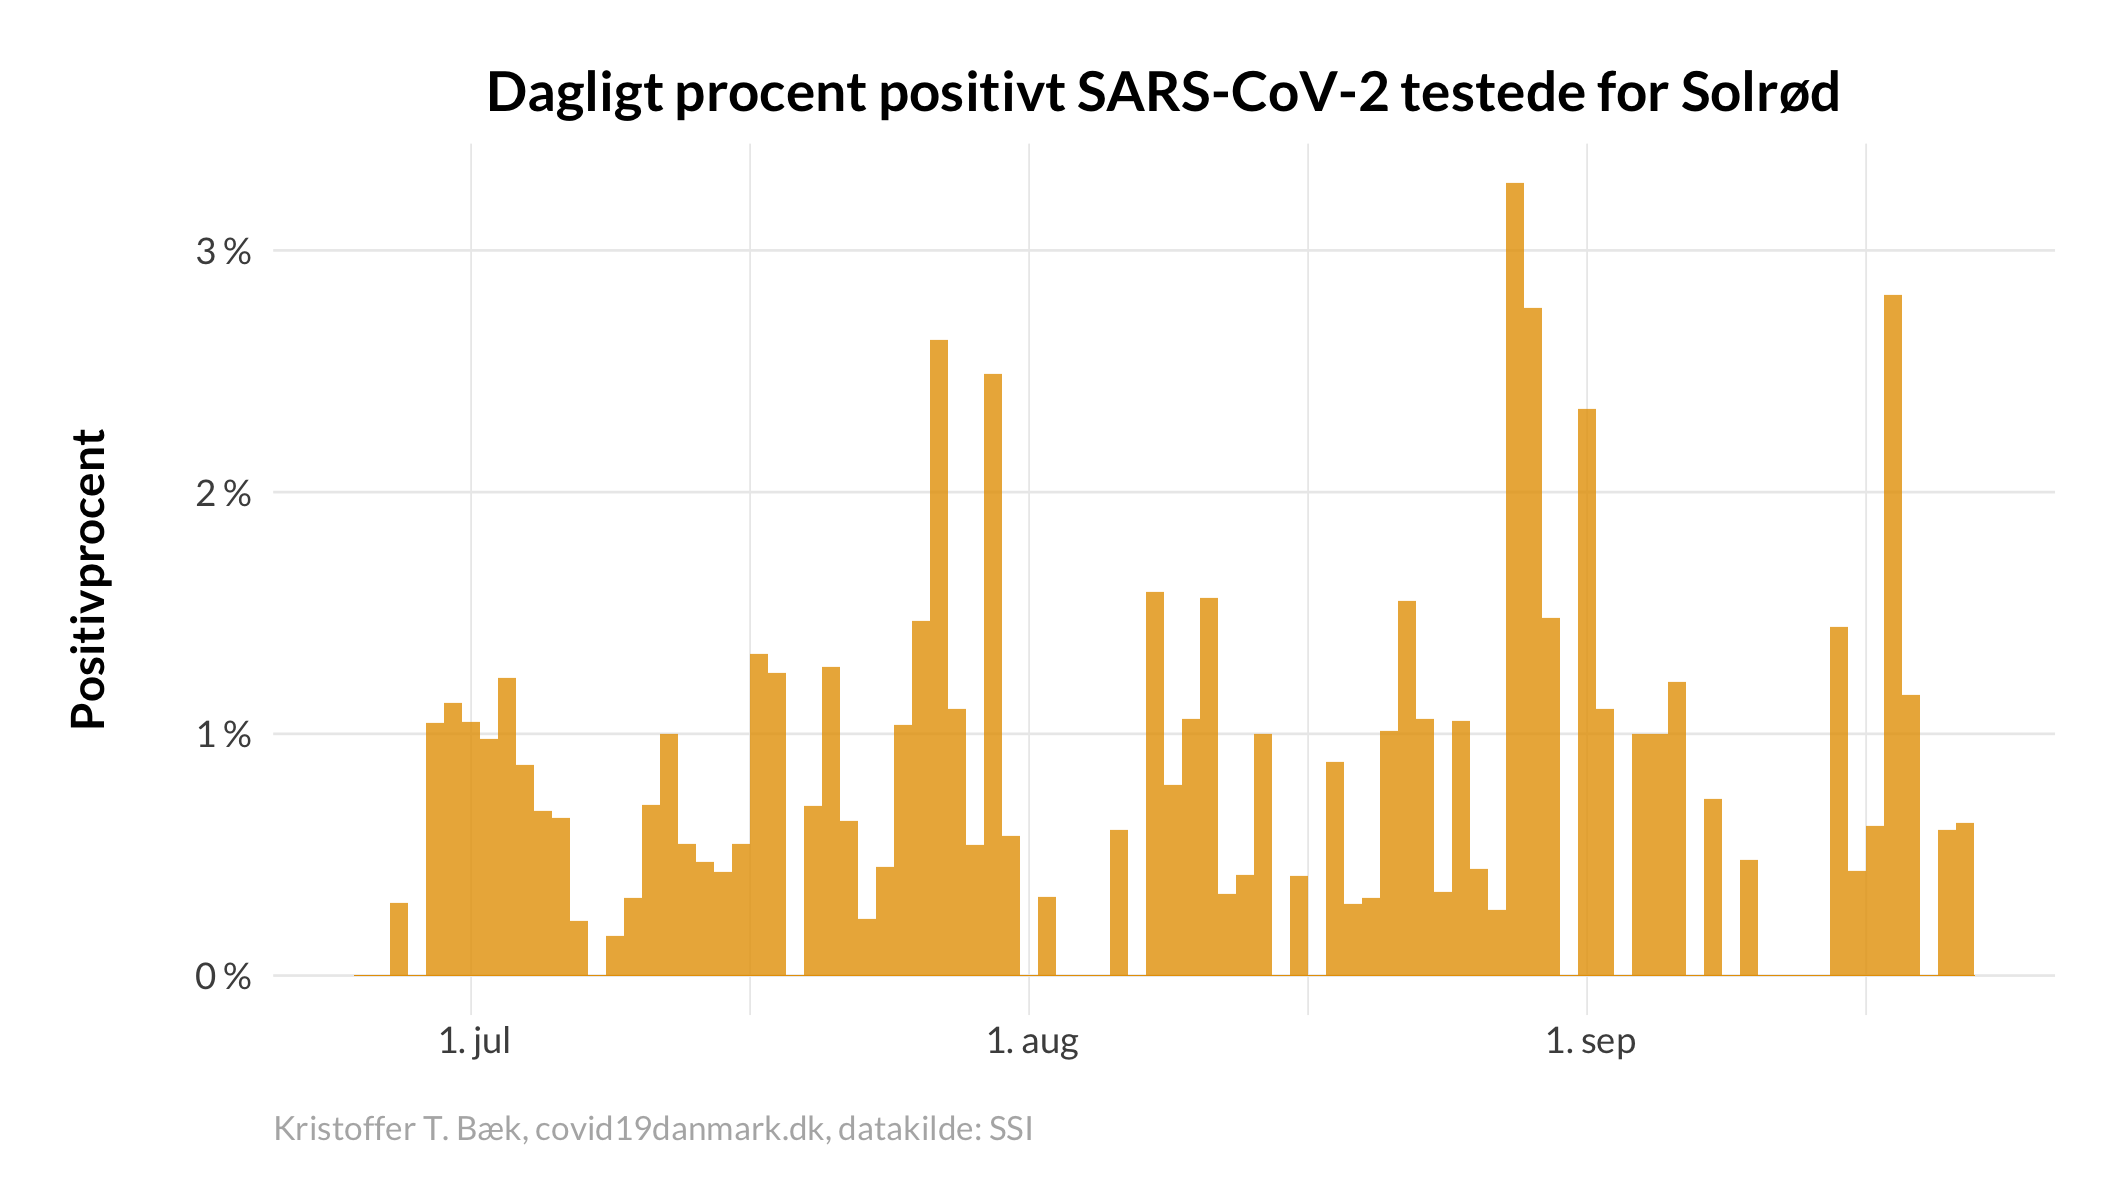 Dagligt procent positivt SARS-CoV-2 testede for Solrød
Positivprocent
3 %
2 %
1 %
0 %
1. jul
1. aug
1. sep
Kristoffer T. Bæk, covid19danmark.dk, datakilde: SSI